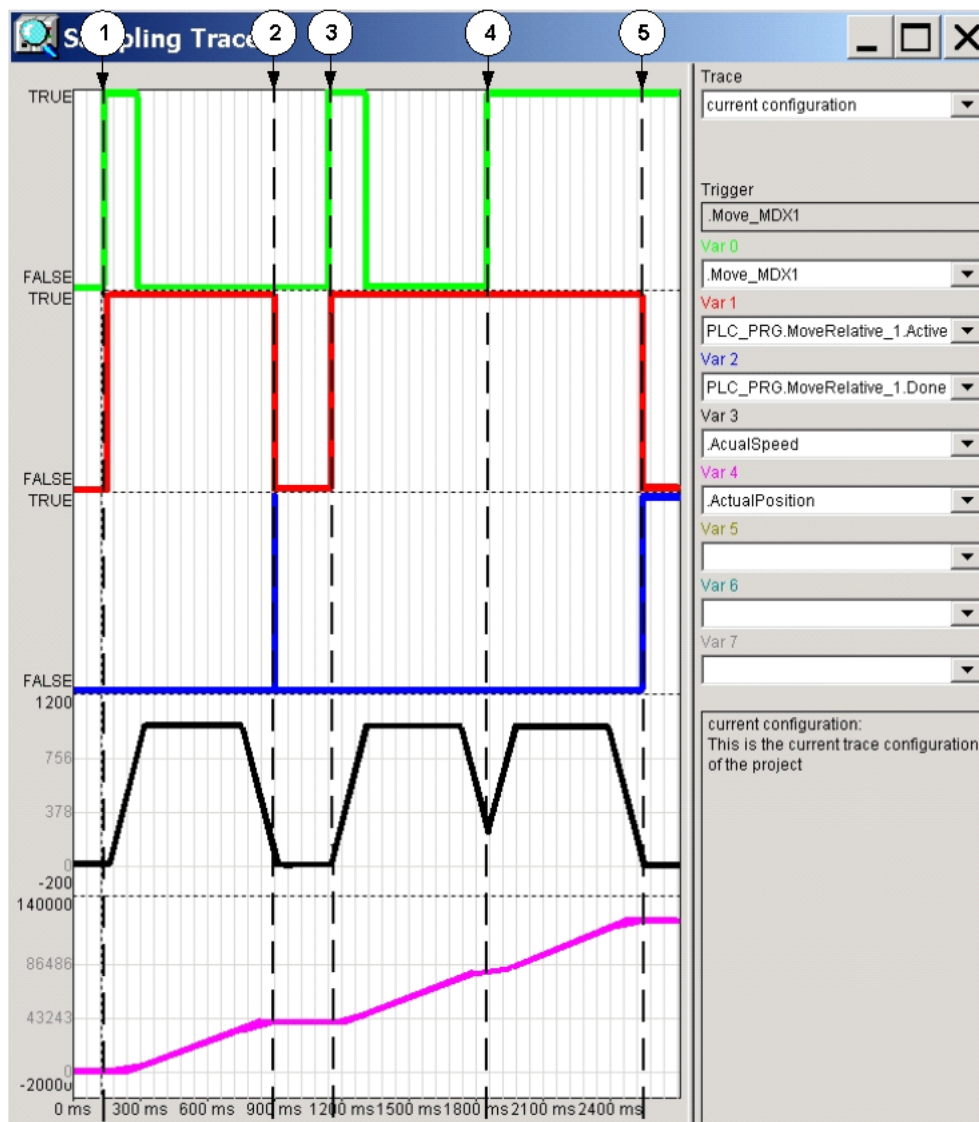 Sampling Trace
1
2
3
4
5
TRUE
FALSE
TRUE
FALSE
TRUE
FALSE
1200
756
378
0
-200
140000
86486
43243
0
-20000
0 ms 300 ms 600 ms 900 ms 1200 ms 1500 ms 1800 ms 2100 ms 2400 ms
Trace
current configuration
Trigger
.Move_MDX1
Var 0
.Move_MDX1
Var 1
PLC_PRG.MoveRelative_1.Active
Var 2
PLC_PRG.MoveRelative_1.Done
Var 3
.AcualSpeed
Var 4
.ActualPosition
Var 5
Var 6
Var 7
current configuration:
This is the current trace configuration
of the project